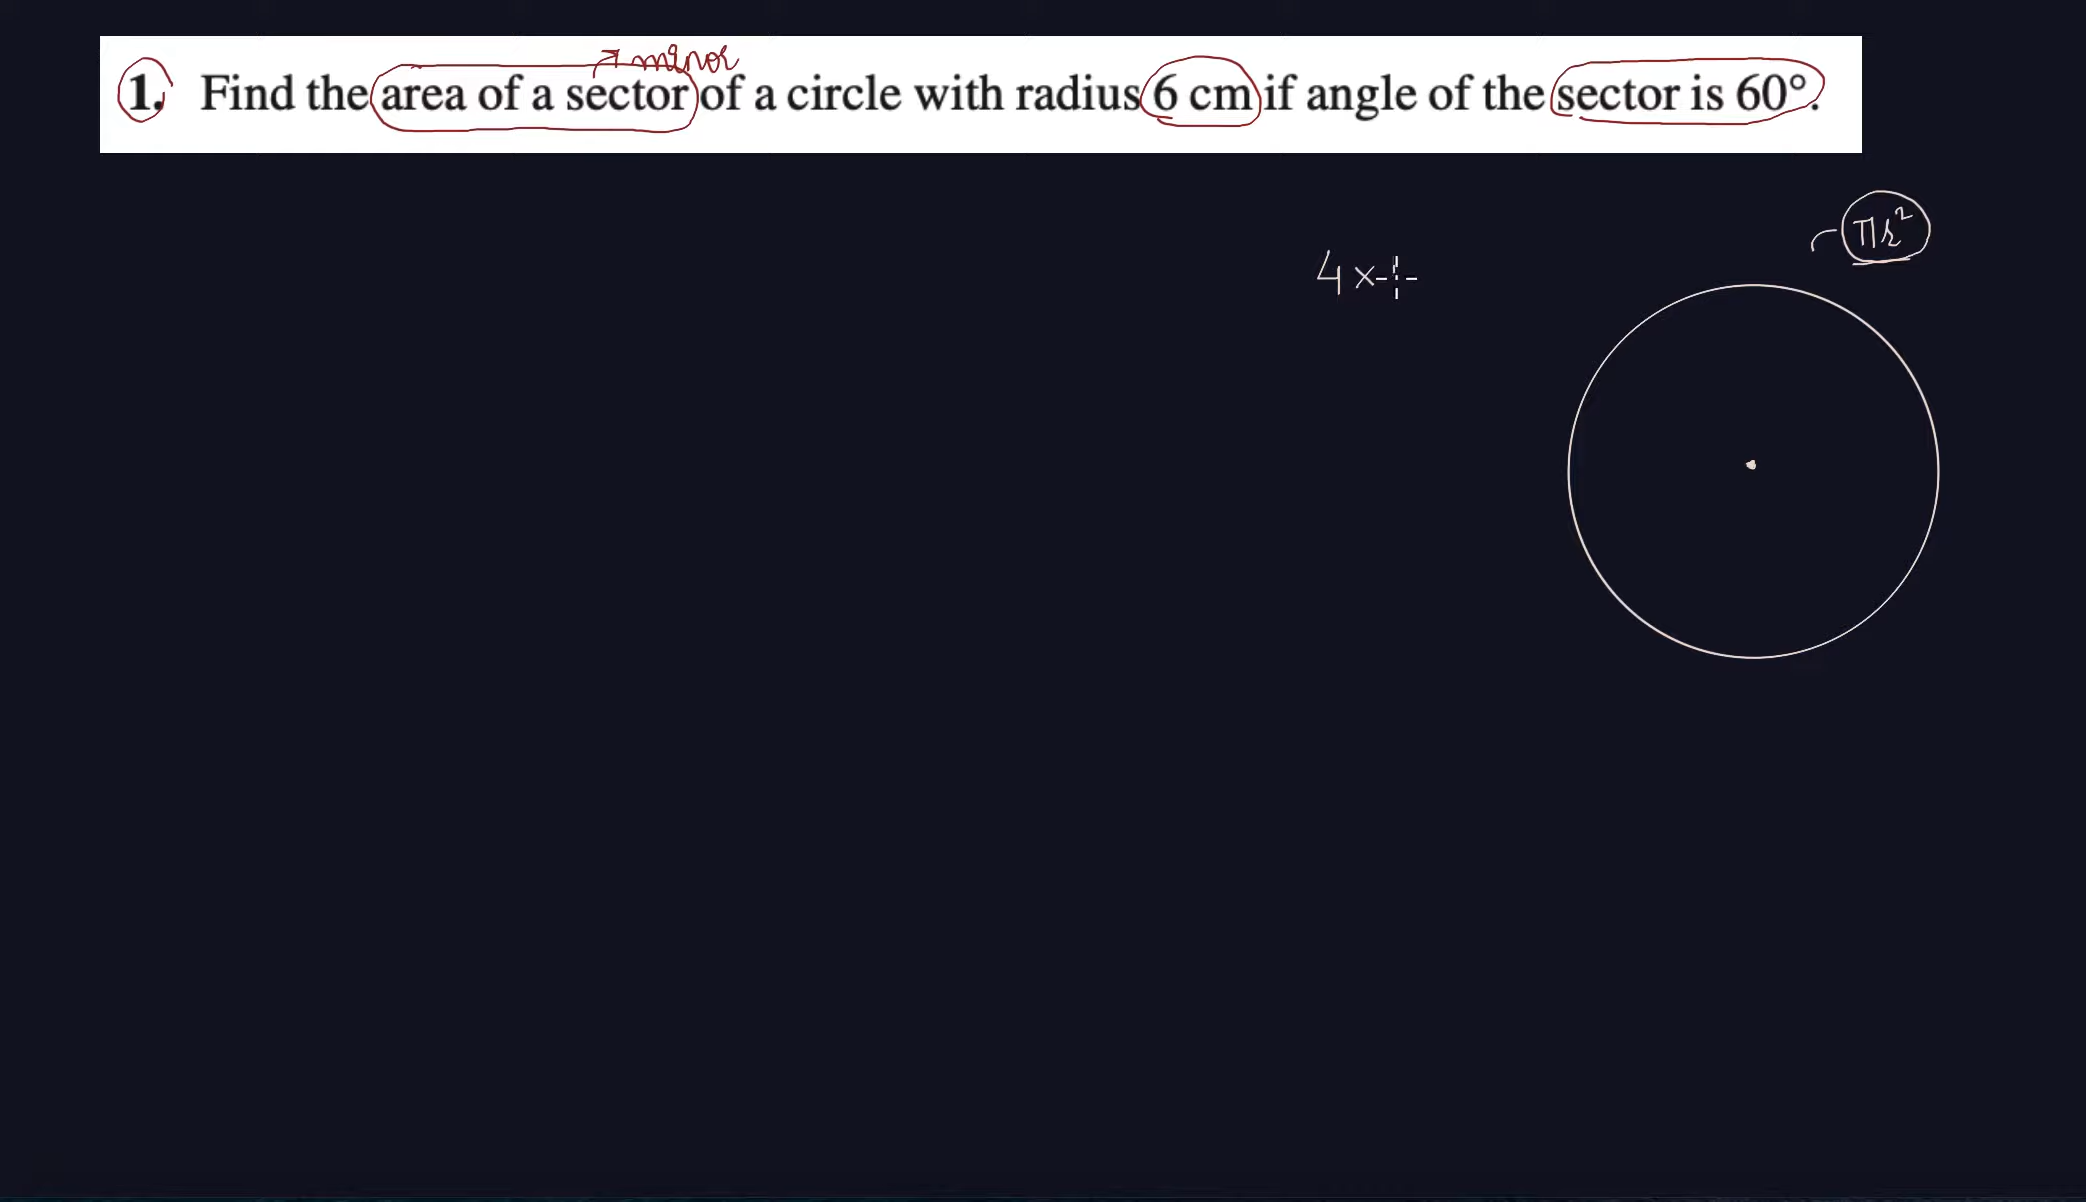 minor
1. Find the area of a sector of a circle with radius 6 cm if angle of the sector is 60°.
πr²
4 ×